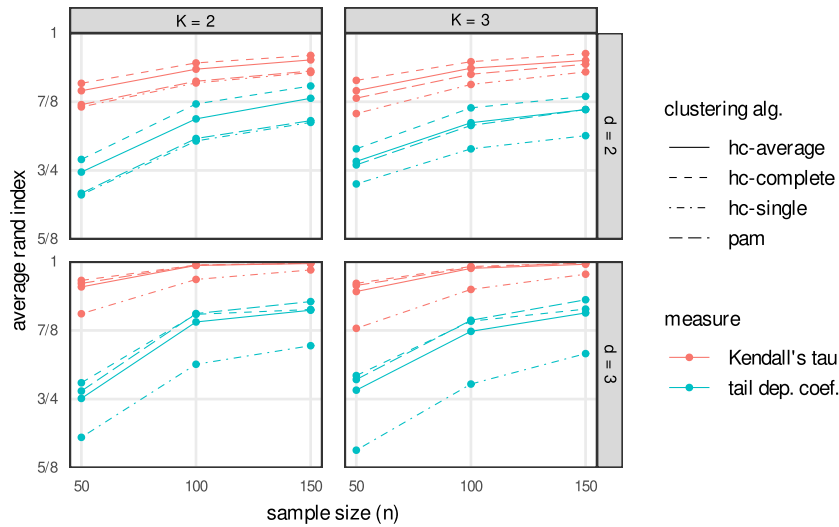 K = 2
K = 3
1
7/8
3/4
5/8
d = 2
1
7/8
3/4
5/8
d = 3
50
100
150
50
100
150
average rand index
sample size (n)
clustering alg.
hc-average
hc-complete
hc-single
pam
measure
Kendall's tau
tail dep. coef.